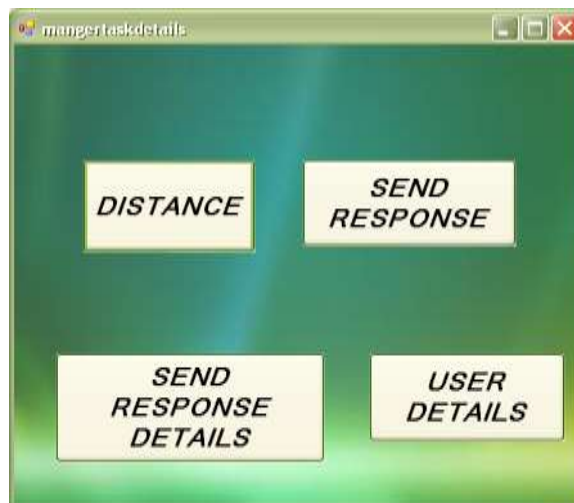 mangertaskdetails
DISTANCE
SEND
RESPONSE
SEND
RESPONSE
DETAILS
USER
DETAILS